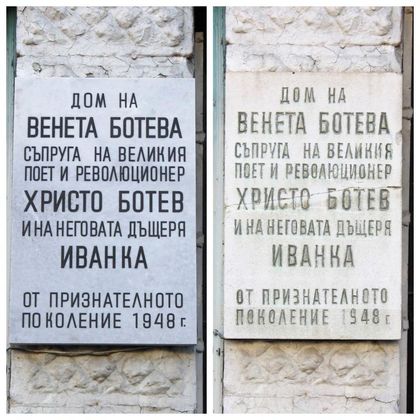 ДОМ НА
ВЕНЕТА БОТЕВА
СЪПРУГА НА ВЕЛИКИЯ
ПОЕТ И РЕВОЛЮЦИОНЕР
ХРИСТО БОТЕВ
И НА НЕГОВАТА ДЪЩЕРЯ
ИВАНКА
ОТ ПРИЗНАТЕЛНОТО
ПОКОЛЕНИЕ 1948 г.
ДОМ НА
ВЕНЕТА БОТЕВА
СЪПРУГА НА ВЕЛИКИЯ
ПОЕТ И РЕВОЛЮЦИОНЕР
ХРИСТО БОТЕВ
И НА НЕГОВАТА ДЪЩЕРЯ
ИВАНКА
ОТ ПРИЗНАТЕЛНОТО
ПОКОЛЕНИЕ 1948 г.